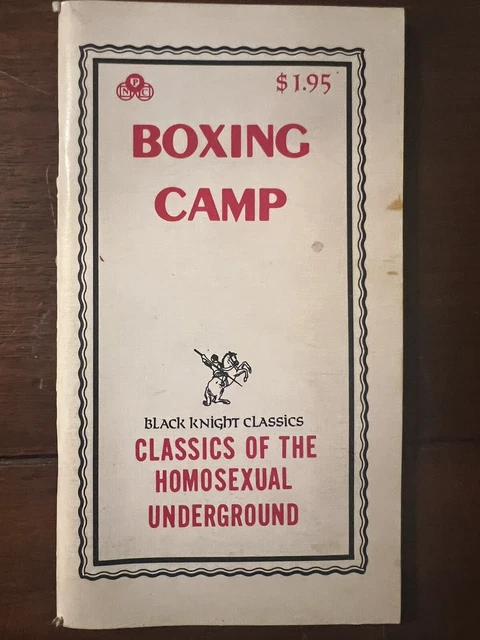 P
N C
$1.95
BOXING
CAMP
BLACK KNIGHT CLASSICS
CLASSICS OF THE
HOMOSEXUAL
UNDERGROUND